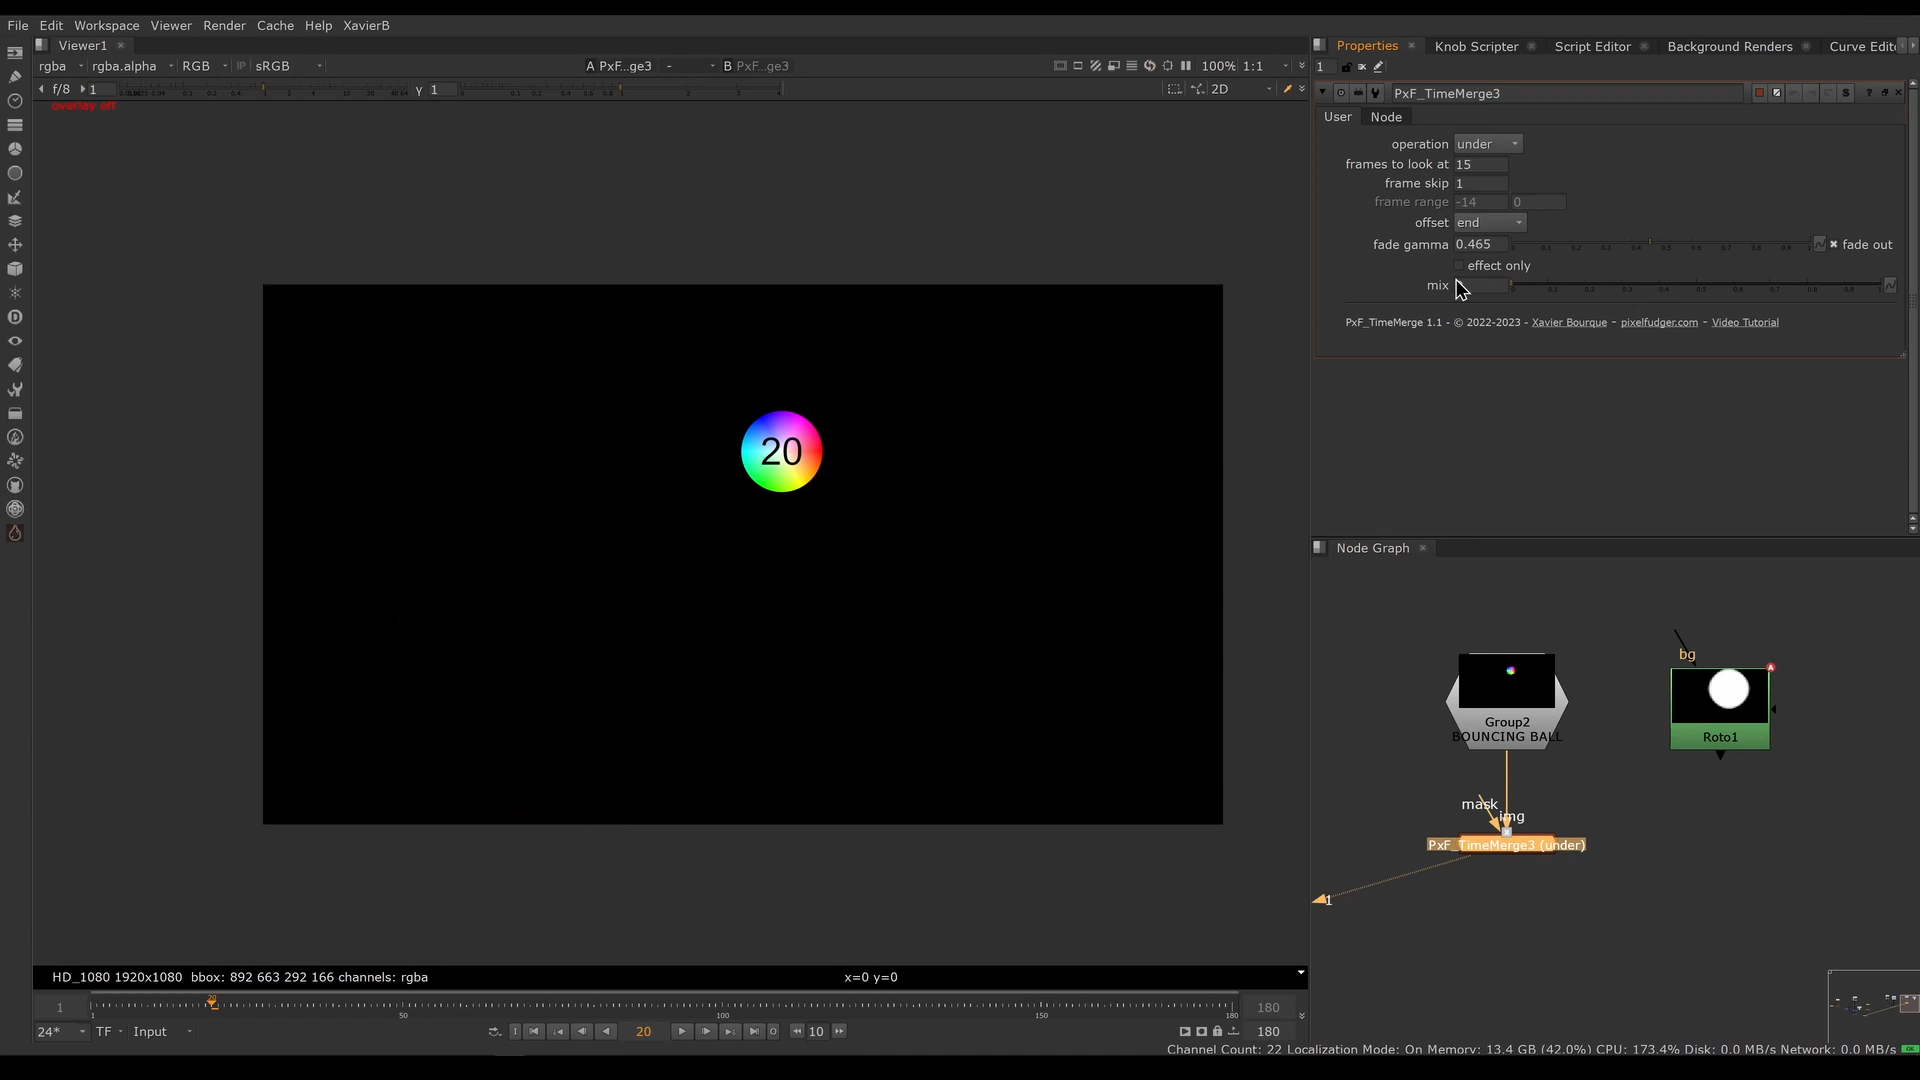 File Edit Workspace Viewer Render Cache Help XavierB
Viewer1
rgba rgba.alpha RGB IP sRGB A PxF...ge3 - B PxF...ge3 100% 1:1
f/8 1 γ 1 2D
overlay off
20
HD_1080 1920x1080 bbox: 892 663 292 166 channels: rgba x=0 y=0
1 20 1 50 100 150 180 180
24* TF Input I 20 O 10 180
Properties Knob Scripter Script Editor Background Renders Curve Edit
1
PxF_TimeMerge3 S ?
User Node
operation under
frames to look at 15
frame skip 1
frame range -14 0
offset end
fade gamma 0.465 fade out
effect only
mix
PxF_TimeMerge 1.1 - © 2022-2023 - Xavier Bourque - pixelfudger.com - Video Tutorial
Node Graph
bg
Group2
BOUNCING BALL
Roto1
A
mask
img
PxF_TimeMerge3 (under)
1
Channel Count: 22 Localization Mode: On Memory: 13.4 GB (42.0%) CPU: 173.4% Disk: 0.0 MB/s Network: 0.0 MB/s